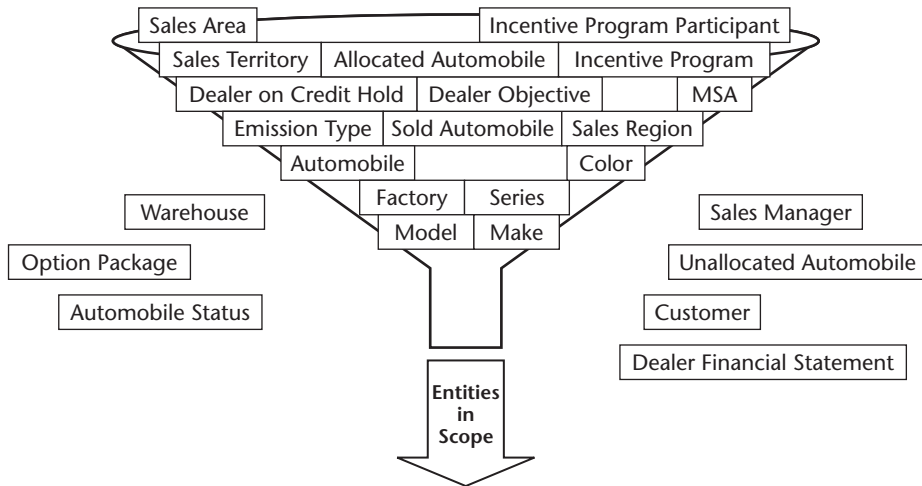 Sales Area
Incentive Program Participant
Sales Territory
Allocated Automobile
Incentive Program
Dealer on Credit Hold
Dealer Objective
MSA
Emission Type
Sold Automobile
Sales Region
Automobile
Color
Factory
Series
Warehouse
Sales Manager
Model
Make
Option Package
Unallocated Automobile
Automobile Status
Customer
Dealer Financial Statement
Entities
in
Scope